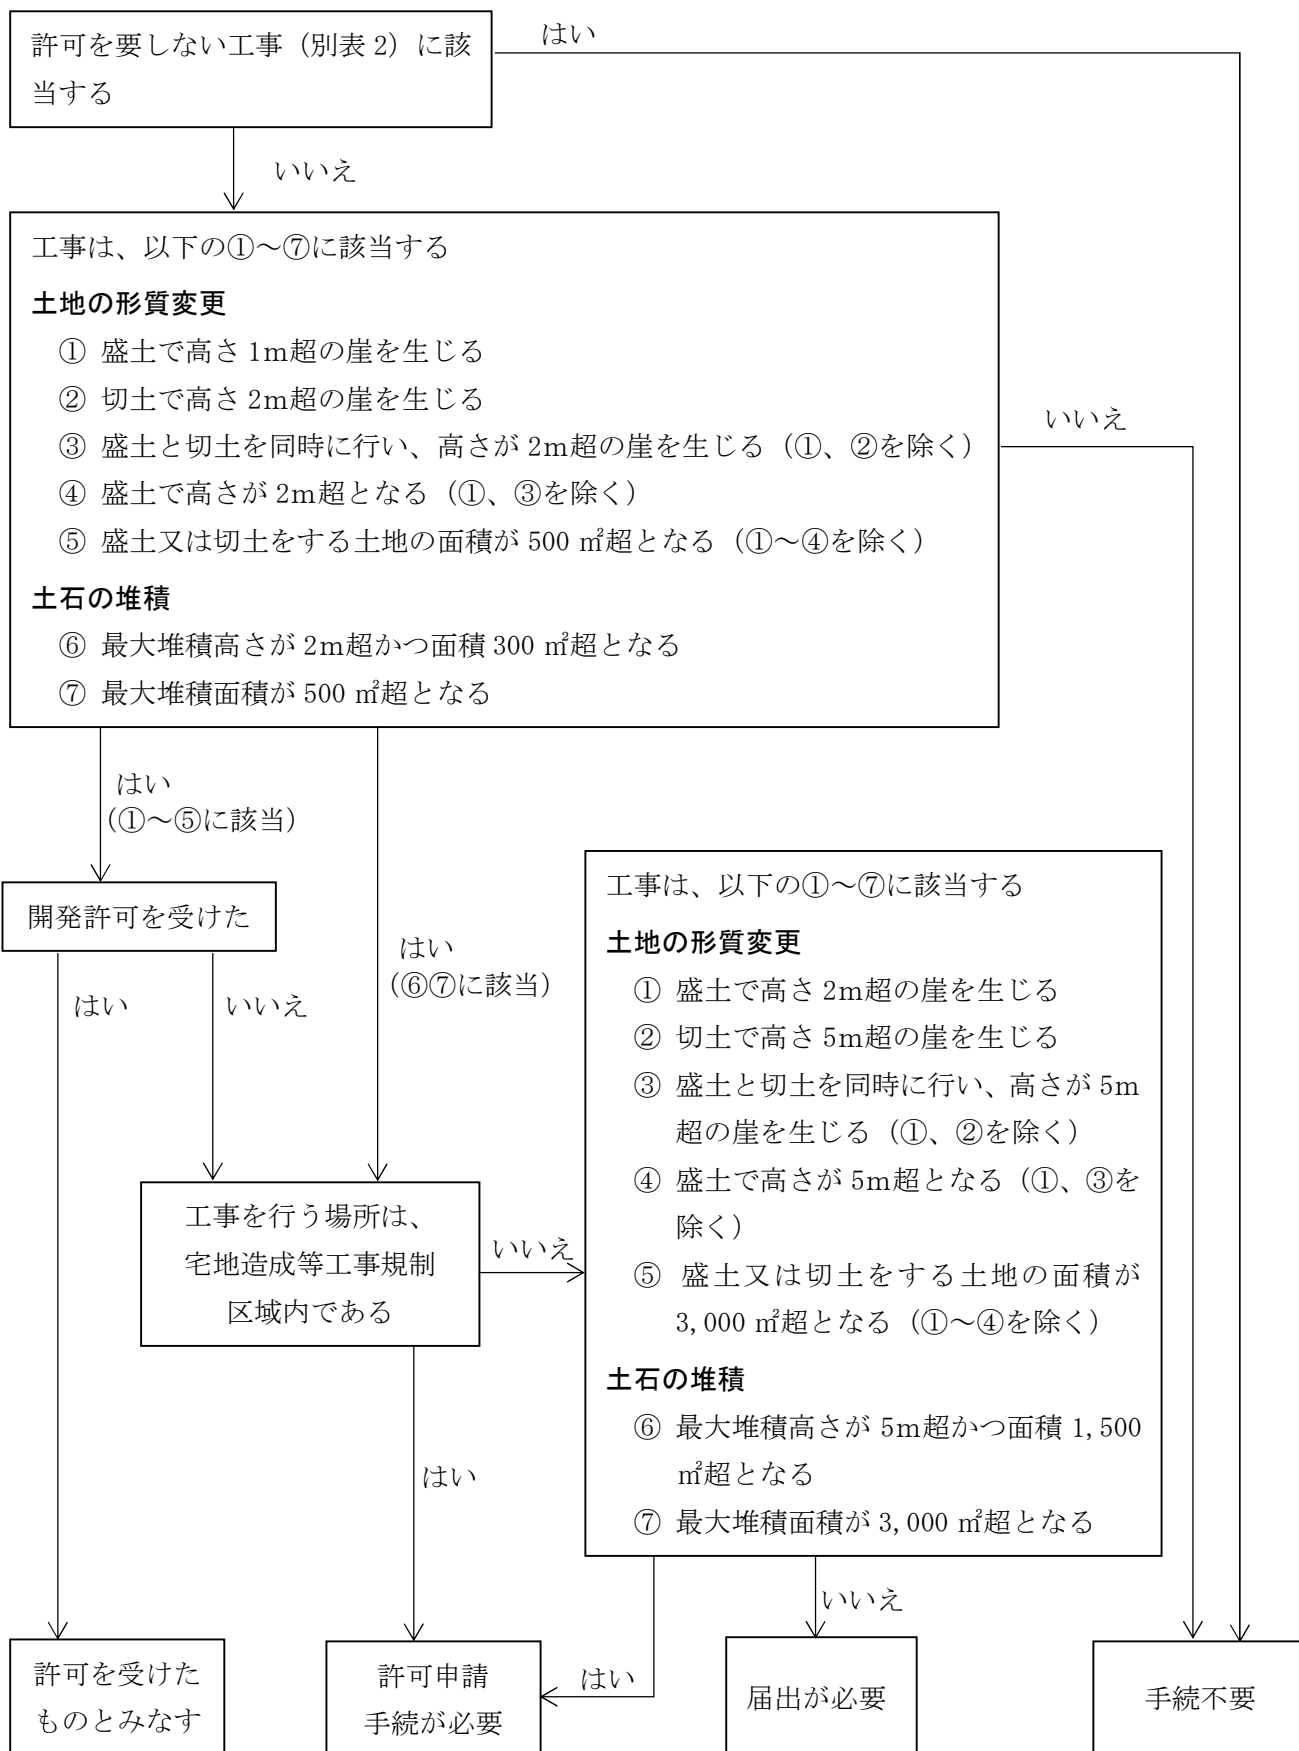 許可を要しない工事（別表 2）に該
当する
はい
いいえ
工事は、以下の①～⑦に該当する
土地の形質変更
① 盛土で高さ 1m超の崖を生じる
② 切土で高さ 2m超の崖を生じる
③ 盛土と切土を同時に行い、高さが 2m超の崖を生じる（①、②を除く）
④ 盛土で高さが 2m超となる（①、③を除く）
⑤ 盛土又は切土をする土地の面積が 500 ㎡超となる（①～④を除く）
土石の堆積
⑥ 最大堆積高さが 2m超かつ面積 300 ㎡超となる
⑦ 最大堆積面積が 500 ㎡超となる
いいえ
はい
（①～⑤に該当）
開発許可を受けた
はい
いいえ
はい
（⑥⑦に該当）
工事を行う場所は、
宅地造成等工事規制
区域内である
いいえ
はい
工事は、以下の①～⑦に該当する
土地の形質変更
① 盛土で高さ 2m超の崖を生じる
② 切土で高さ 5m超の崖を生じる
③ 盛土と切土を同時に行い、高さが 5m
超の崖を生じる（①、②を除く）
④ 盛土で高さが 5m超となる（①、③を
除く）
⑤ 盛土又は切土をする土地の面積が
3,000 ㎡超となる（①～④を除く）
土石の堆積
⑥ 最大堆積高さが 5m超かつ面積 1,500
㎡超となる
⑦ 最大堆積面積が 3,000 ㎡超となる
いいえ
はい
許可を受けた
ものとみなす
許可申請
手続が必要
届出が必要
手続不要